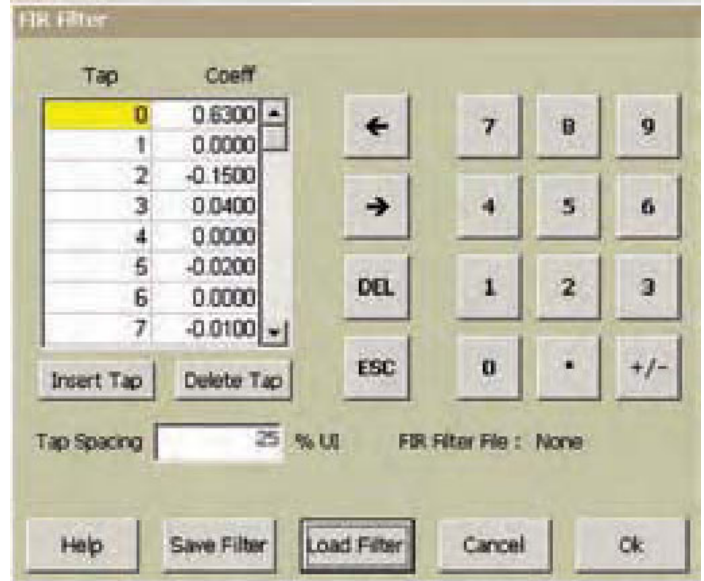 FIR Filter
Tap Coeff
0 0.6300
1 0.0000
2 -0.1500
3 0.0400
4 0.0000
5 -0.0200
6 0.0000
7 -0.0100
← 7 8 9
→ 4 5 6
DEL 1 2 3
ESC 0 . +/-
Insert Tap Delete Tap
Tap Spacing 25 % UI FIR Filter File : None
Help Save Filter Load Filter Cancel Ok